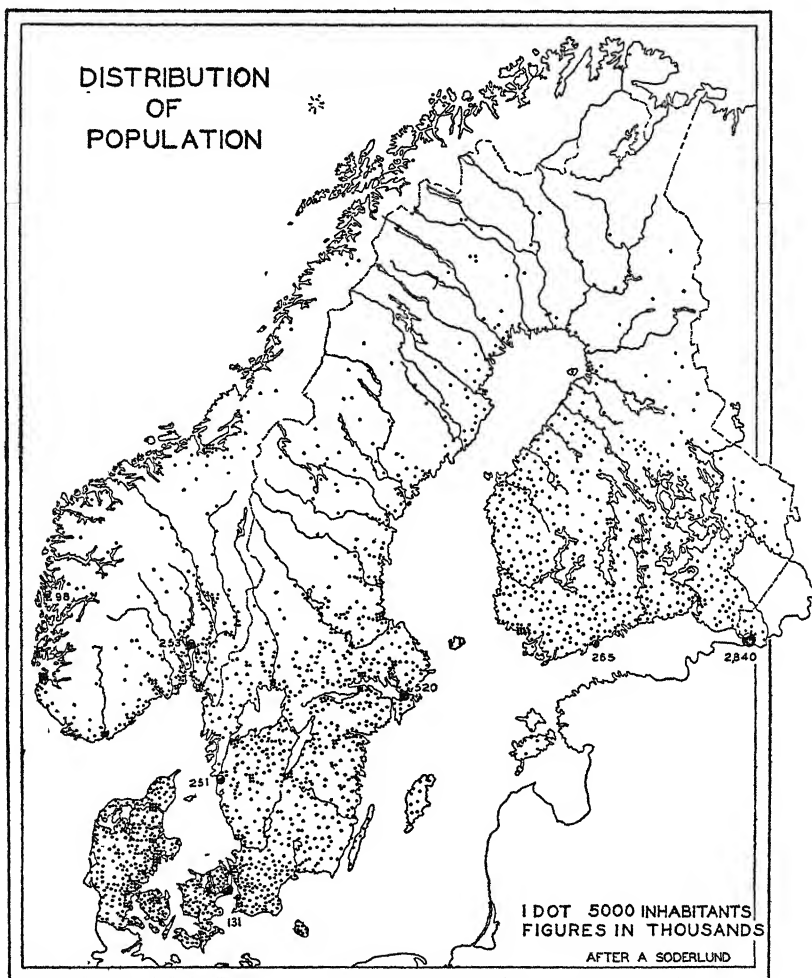 DISTRIBUTION
OF
POPULATION
98
253
265
2,840
520
251
131
1 DOT 5000 INHABITANTS
FIGURES IN THOUSANDS
AFTER A SODERLUND